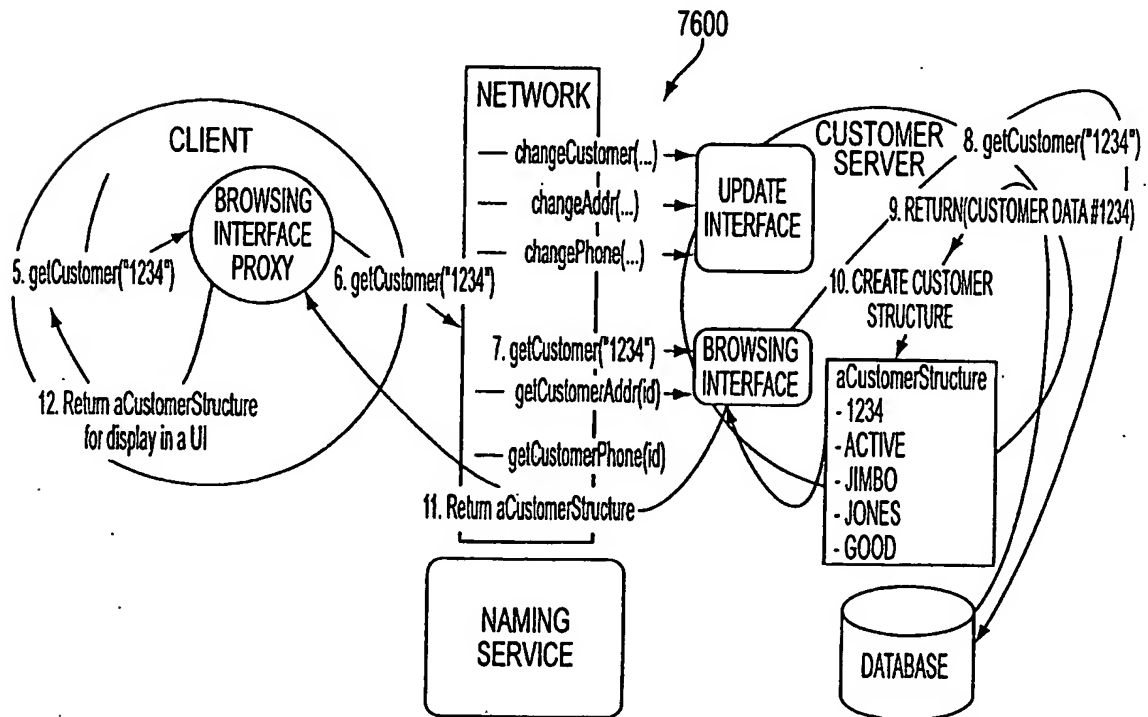 7600
NETWORK
CLIENT
BROWSING
INTERFACE
PROXY
5. getCustomer("1234")
6. getCustomer("1234")
12. Return aCustomerStructure
for display in a UI
changeCustomer(...)
changeAddr(...)
changePhone(...)
7. getCustomer("1234")
getCustomerAddr(id)
getCustomerPhone(id)
11. Return aCustomerStructure
NAMING
SERVICE
CUSTOMER
SERVER
UPDATE
INTERFACE
BROWSING
INTERFACE
8. getCustomer("1234")
9. RETURN(CUSTOMER DATA #1234)
10. CREATE CUSTOMER
STRUCTURE
aCustomerStructure
- 1234
- ACTIVE
- JIMBO
- JONES
- GOOD
DATABASE